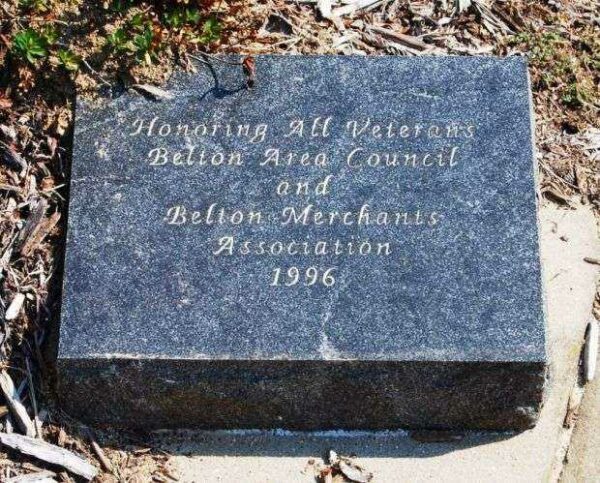 Honoring All Veterans
Belton Area Council
and
Belton Merchants
Association
1996